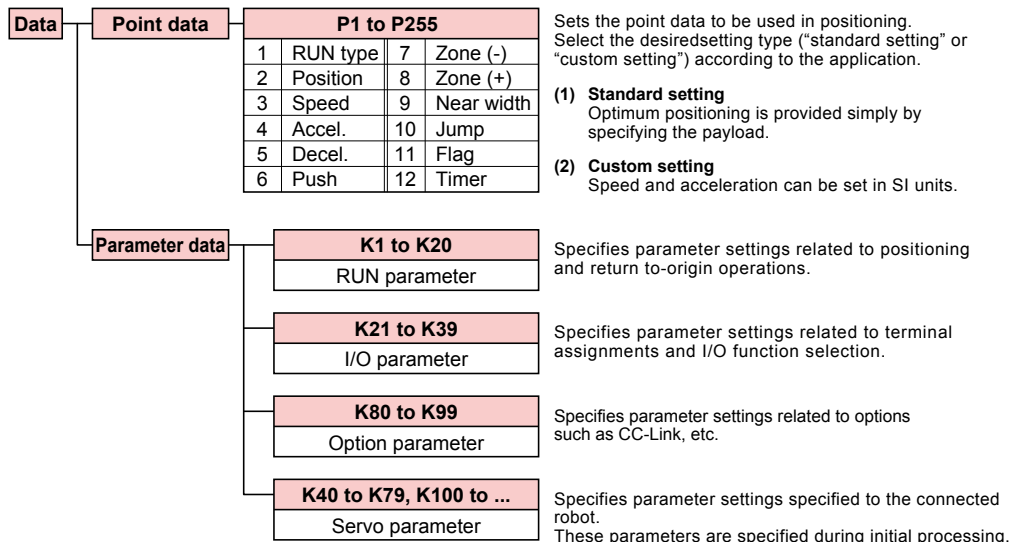 Data
Point data
P1 to P255
1 RUN type 7 Zone (-)
2 Position 8 Zone (+)
3 Speed 9 Near width
4 Accel. 10 Jump
5 Decel. 11 Flag
6 Push 12 Timer
Sets the point data to be used in positioning.
Select the desiredsetting type (“standard setting” or
“custom setting”) according to the application.
(1) Standard setting
Optimum positioning is provided simply by
specifying the payload.
(2) Custom setting
Speed and acceleration can be set in SI units.
Parameter data
K1 to K20
RUN parameter
Specifies parameter settings related to positioning
and return to-origin operations.
K21 to K39
I/O parameter
Specifies parameter settings related to terminal
assignments and I/O function selection.
K80 to K99
Option parameter
Specifies parameter settings related to options
such as CC-Link, etc.
K40 to K79, K100 to ...
Servo parameter
Specifies parameter settings specified to the connected
robot.
These parameters are specified during initial processing.